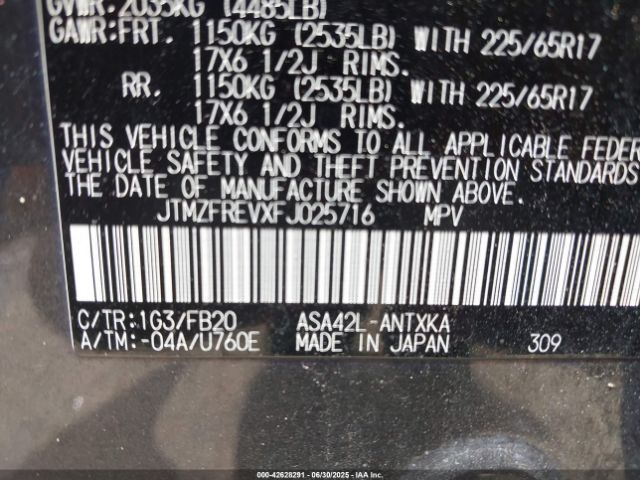 GVWR:2035KG (4485LB)
GAWR:FRT. 1150KG (2535LB) WITH 225/65R17
17X6 1/2J RIMS.
RR. 1150KG (2535LB) WITH 225/65R17
17X6 1/2J RIMS.
THIS VEHICLE CONFORMS TO ALL APPLICABLE FEDER
VEHICLE SAFETY AND THEFT PREVENTION STANDARDS
DATE OF MANUFACTURE SHOWN ABOVE.
JTMZFREVXFJ025716 MPV
C/TR:1G3/FB20 ASA42L-ANTXKA
A/TM:-04A/U760E MADE IN JAPAN 309
000-42628291 - 06/30/2025 - IAA Inc.